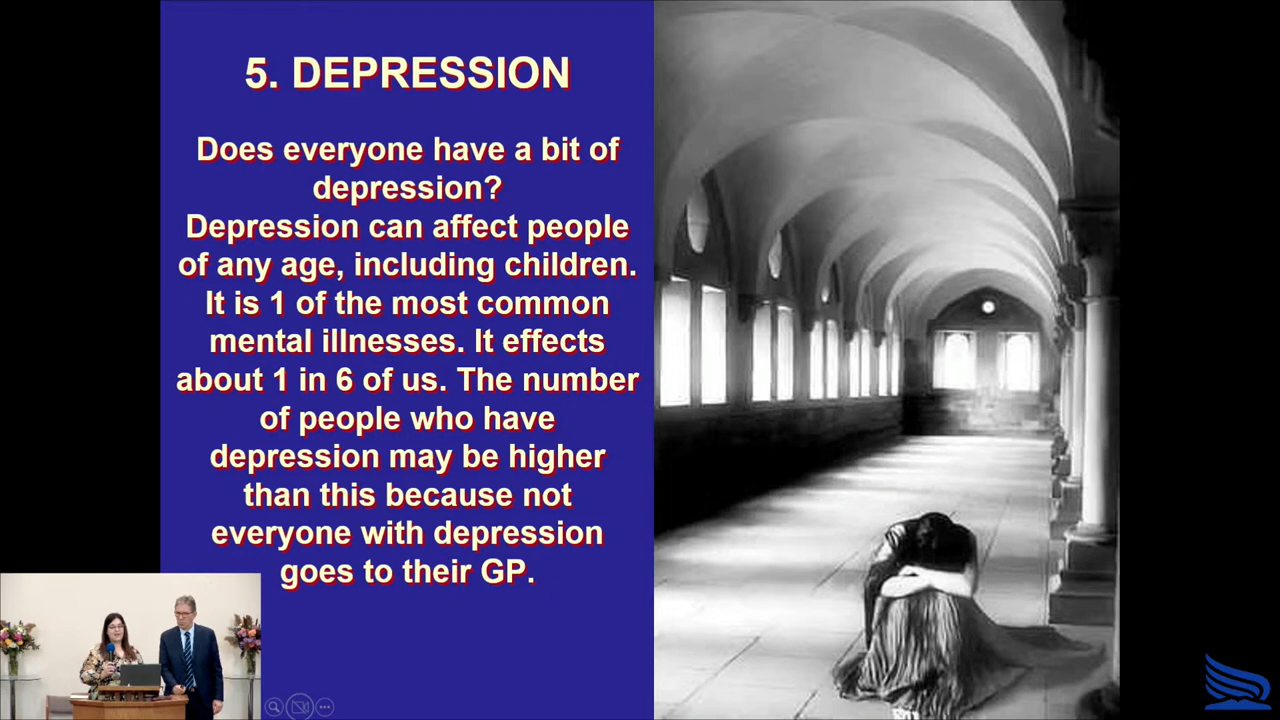 5. DEPRESSION
Does everyone have a bit of
depression?
Depression can affect people
of any age, including children.
It is 1 of the most common
mental illnesses. It effects
about 1 in 6 of us. The number
of people who have
depression may be higher
than this because not
everyone with depression
goes to their GP.